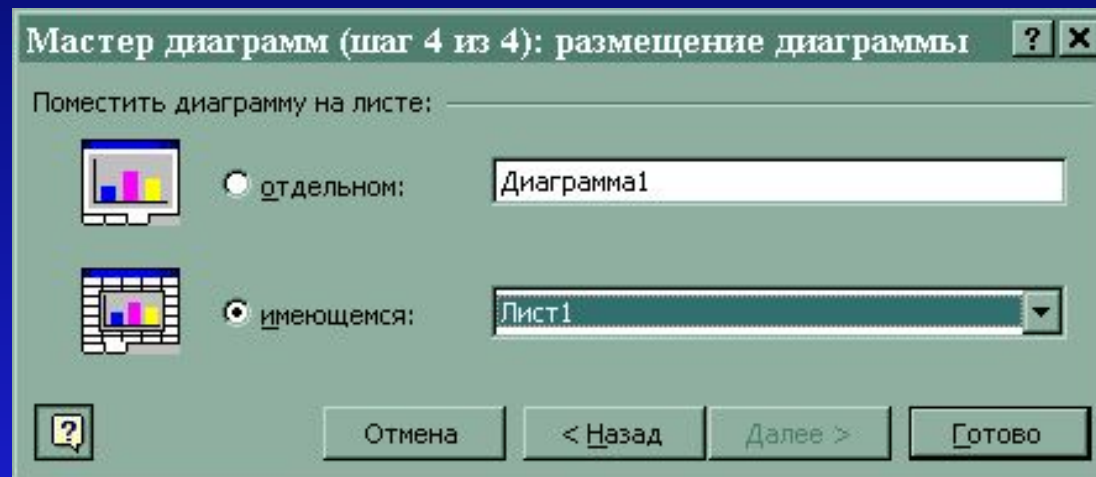 Мастер диаграмм (шаг 4 из 4): размещение диаграммы
Поместить диаграмму на листе:
отдельном: Диаграмма1
имеющемся: Лист1
Отмена < Назад Далее > Готово